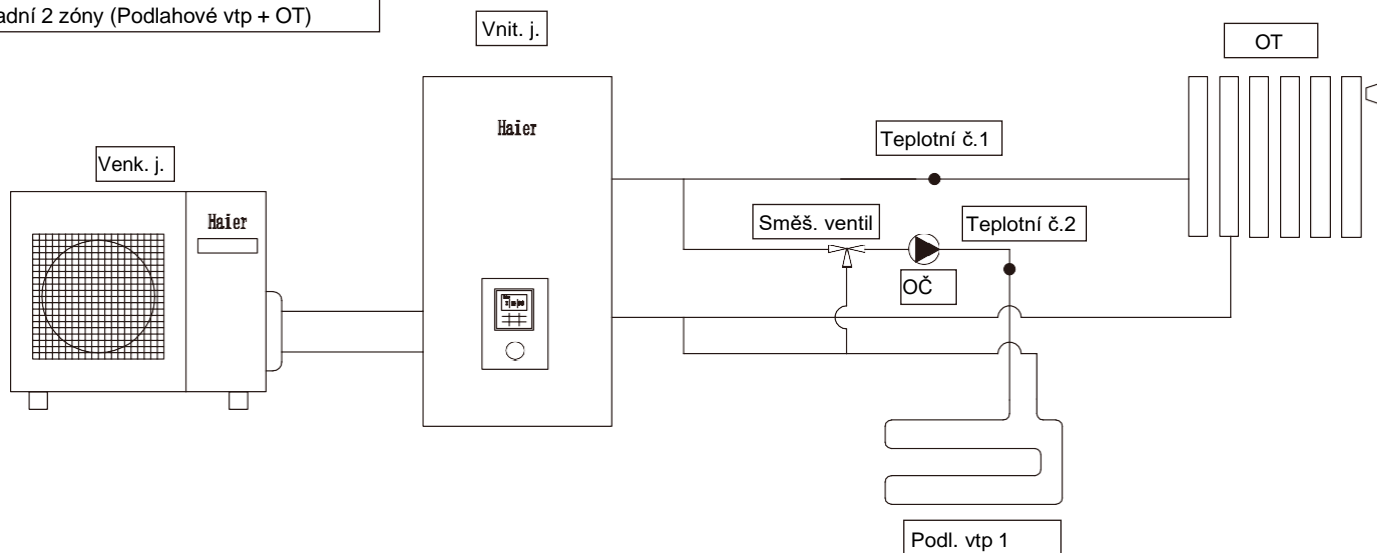 2 zóny (Podlahové vtp + OT)
Vnit. j.
OT
Haier
Teplotní č.1
Venk. j.
Haier
Směš. ventil
Teplotní č.2
OČ
Podl. vtp 1